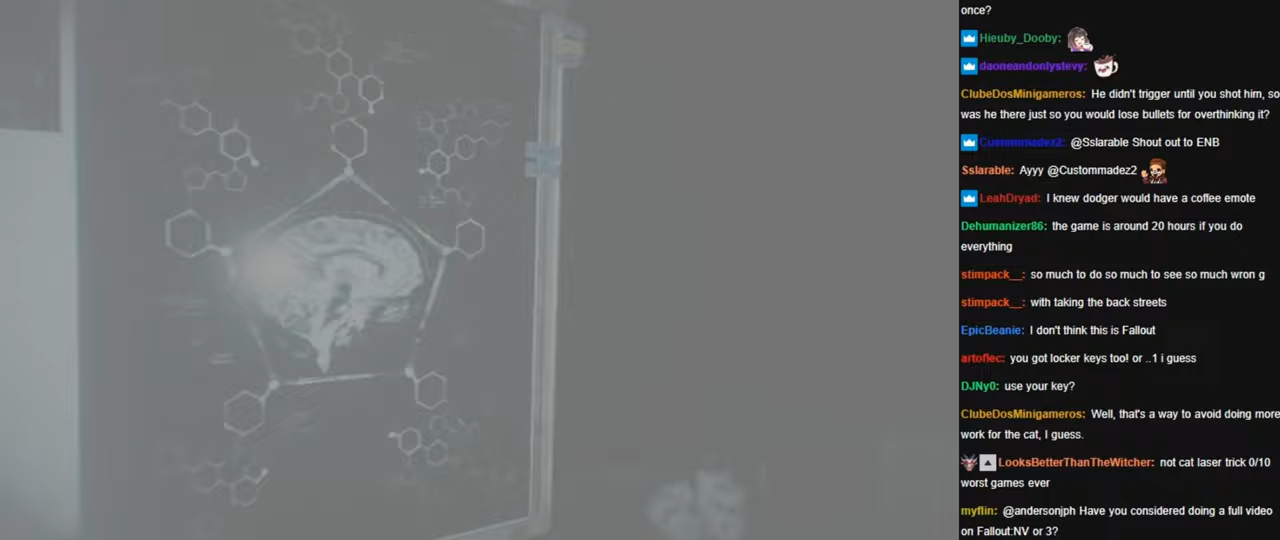 once?
Hieuby_Dooby:
daoneandonlystevy:
ClubeDosMinigameros: He didn't trigger until you shot him, so
was he there just so you would lose bullets for overthinking it?
Custommadez2: @Sslarable Shout out to ENB
Sslarable: Ayyy @Custommadez2
LeahDryad: I knew dodger would have a coffee emote
Dehumanizer86: the game is around 20 hours if you do
everything
stimpack__: so much to do so much to see so much wron g
stimpack__: with taking the back streets
EpicBeanie: I don't think this is Fallout
artoflec: you got locker keys too! or ..1 i guess
DJNy0: use your key?
ClubeDosMinigameros: Well, that's a way to avoid doing more
work for the cat, I guess.
LooksBetterThanTheWitcher: not cat laser trick 0/10
worst games ever
myflin: @andersonjph Have you considered doing a full video
on Fallout:NV or 3?